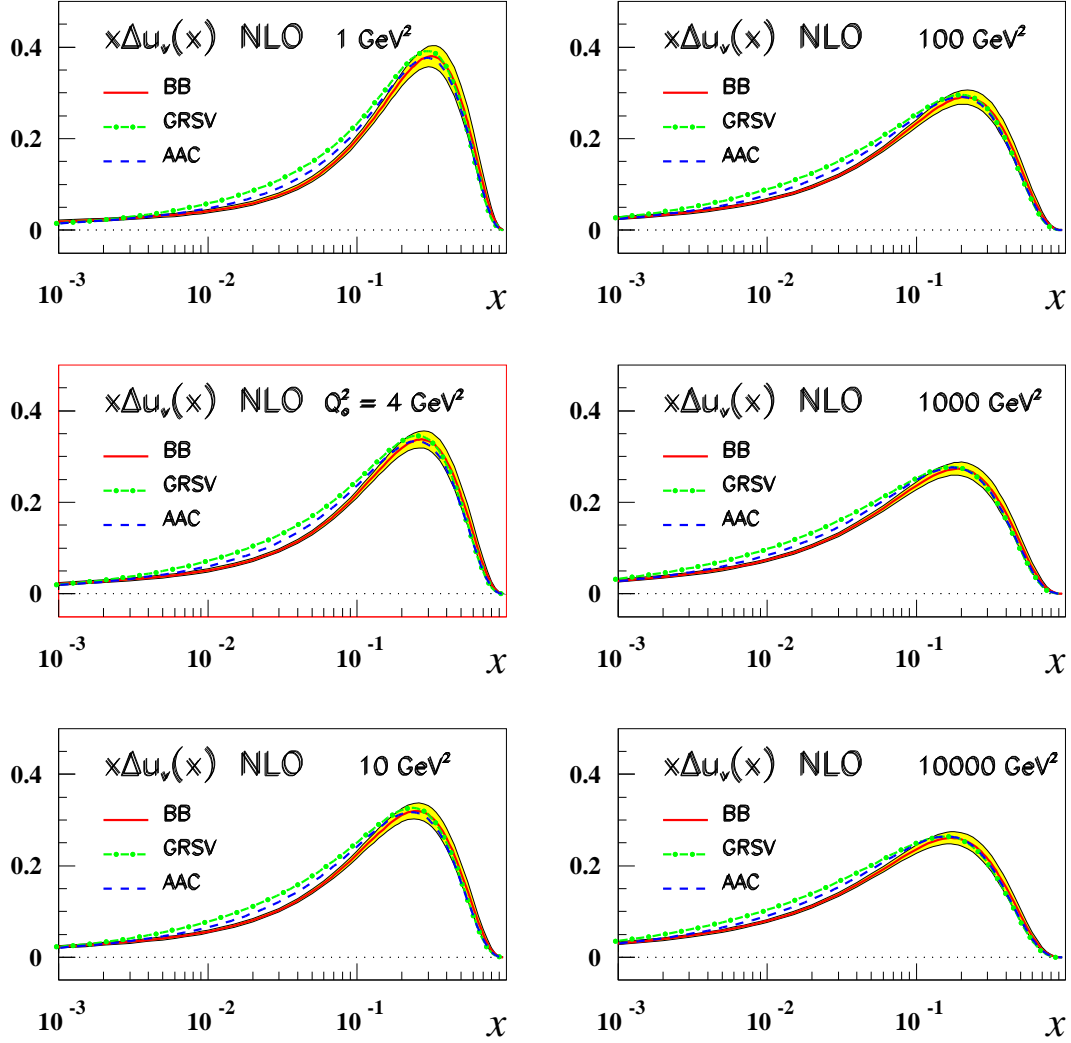 xΔuᵥ(x) NLO 1 GeV²
0.4
BB
0.2
GRSV
AAC
0
10⁻³ 10⁻² 10⁻¹ x
xΔuᵥ(x) NLO 100 GeV²
0.4
BB
0.2
GRSV
AAC
0
10⁻³ 10⁻² 10⁻¹ x
xΔuᵥ(x) NLO Q₀² = 4 GeV²
0.4
BB
0.2
GRSV
AAC
0
10⁻³ 10⁻² 10⁻¹ x
xΔuᵥ(x) NLO 1000 GeV²
0.4
BB
0.2
GRSV
AAC
0
10⁻³ 10⁻² 10⁻¹ x
xΔuᵥ(x) NLO 10 GeV²
0.4
BB
0.2
GRSV
AAC
0
10⁻³ 10⁻² 10⁻¹ x
xΔuᵥ(x) NLO 10000 GeV²
0.4
BB
0.2
GRSV
AAC
0
10⁻³ 10⁻² 10⁻¹ x